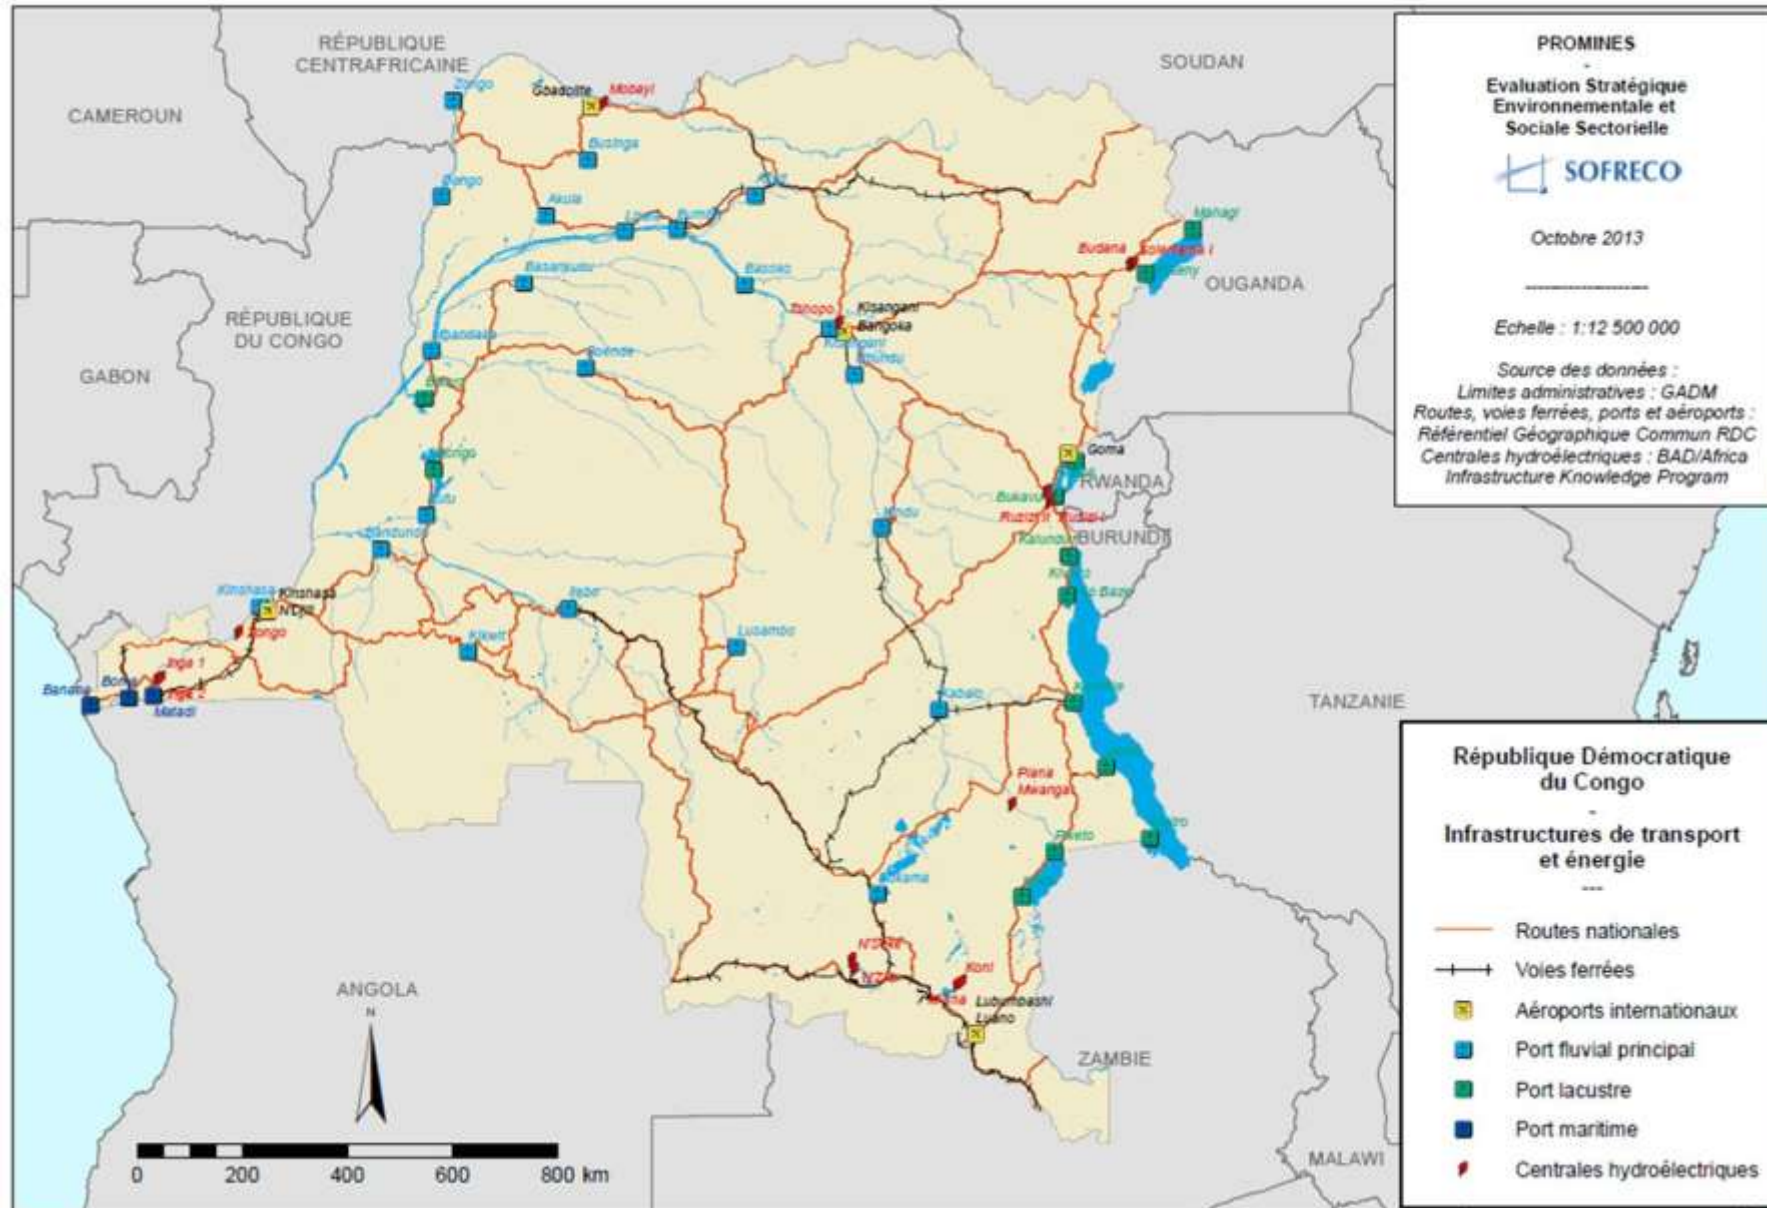 PROMINES
-
Evaluation Stratégique
Environnementale et
Sociale Sectorielle
SOFRECO
Octobre 2013
--------------------
Echelle : 1:12 500 000
Source des données :
Limites administratives : GADM
Routes, voies ferrées, ports et aéroports :
Référentiel Géographique Commun RDC
Centrales hydroélectriques : BAD/Africa
Infrastructure Knowledge Program
République Démocratique
du Congo
-
Infrastructures de transport
et énergie
---
Routes nationales
Voies ferrées
Aéroports internationaux
Port fluvial principal
Port lacustre
Port maritime
Centrales hydroélectriques
RÉPUBLIQUE
CENTRAFRICAINE
SOUDAN
CAMEROUN
RÉPUBLIQUE
DU CONGO
GABON
OUGANDA
RWANDA
BURUNDI
TANZANIE
ANGOLA
ZAMBIE
MALAWI
Zongo
Gbadolite
Mobayi
Businga
Akula
Bumba
Basoko
Tshopo
Kisangani
Bangoka
Kisangani
Budana
Boende
Goma
Bukavu
Kalundu
Kindu
Bandundu
Kinshasa
Kinshasa
N'Djili
Zongo
Ilebo
Kikwit
Lusambo
Inga 1
Inga 2
Banana
Boma
Matadi
Kabalo
Piana
Mwanga
Pweto
Bukama
Koni
Lubumbashi
Luano
N
0
200
400
600
800 km